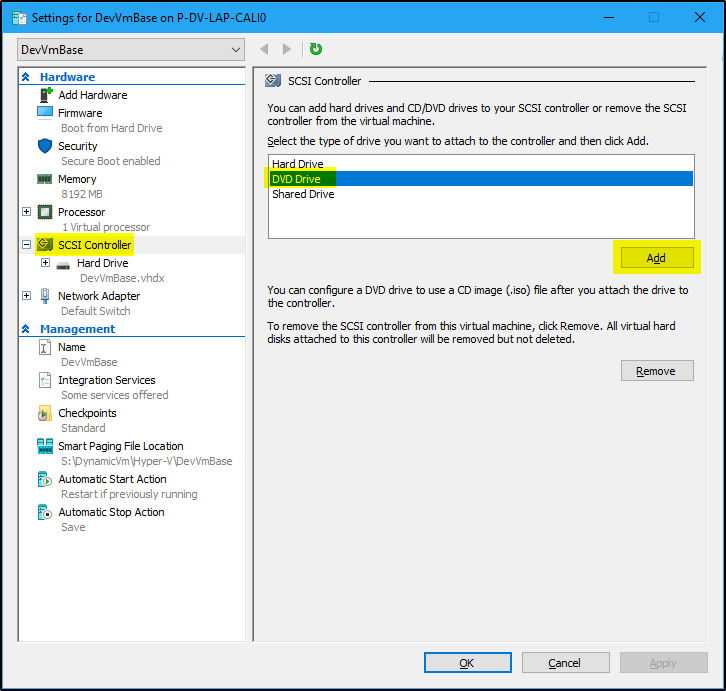 Settings for DevVmBase on P-DV-LAP-CALI0
DevVmBase
Hardware
Add Hardware
Firmware
Boot from Hard Drive
Security
Secure Boot enabled
Memory
8192 MB
Processor
1 Virtual processor
SCSI Controller
Hard Drive
DevVmBase.vhdx
Network Adapter
Default Switch
Management
Name
DevVmBase
Integration Services
Some services offered
Checkpoints
Standard
Smart Paging File Location
S:\DynamicVm\Hyper-V\DevVmBase
Automatic Start Action
Restart if previously running
Automatic Stop Action
Save
SCSI Controller
You can add hard drives and CD/DVD drives to your SCSI controller or remove the SCSI
controller from the virtual machine.
Select the type of drive you want to attach to the controller and then click Add.
Hard Drive
DVD Drive
Shared Drive
Add
You can configure a DVD drive to use a CD image (.iso) file after you attach the drive to
the controller.
To remove the SCSI controller from this virtual machine, click Remove. All virtual hard
disks attached to this controller will be removed but not deleted.
Remove
OK
Cancel
Apply